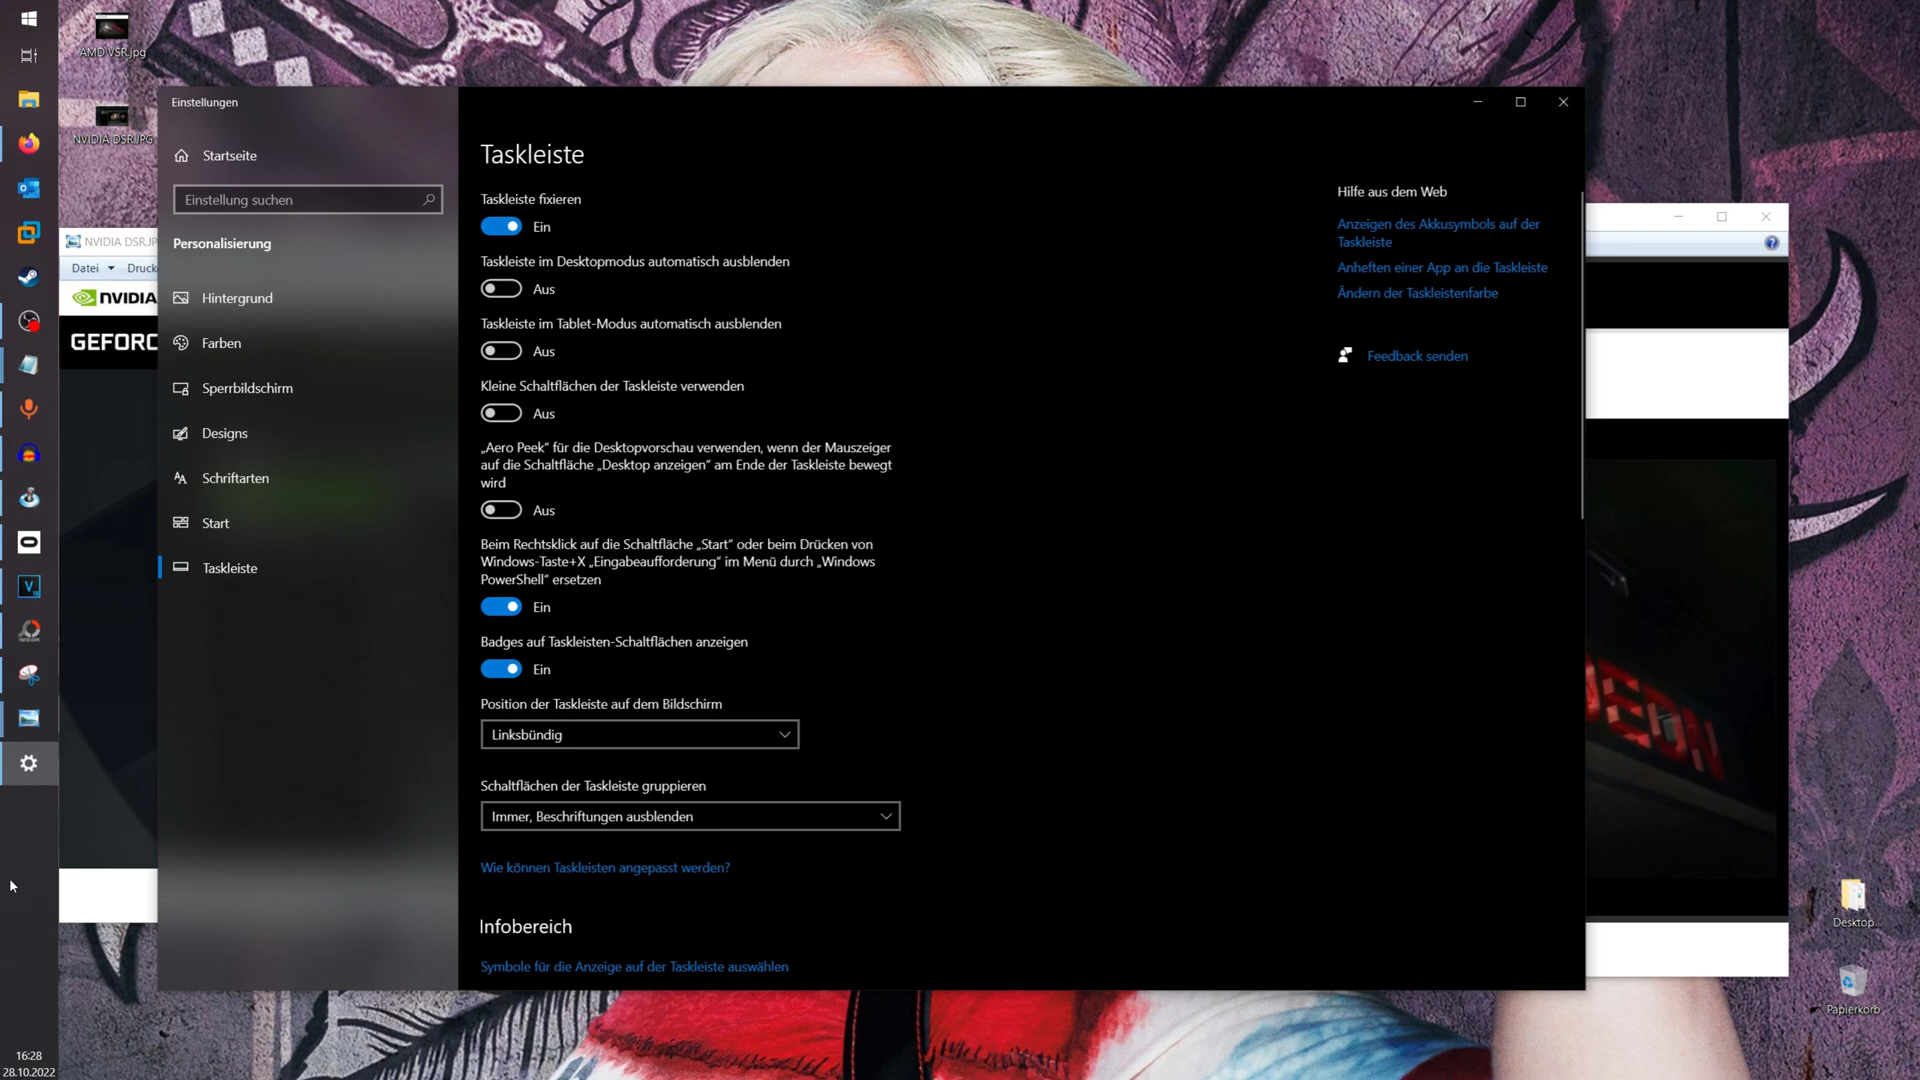 AMD VSR.jpg
NVIDIA DSR.JPG
Einstellungen
Startseite
Einstellung suchen
Personalisierung
Hintergrund
Farben
Sperrbildschirm
Designs
Schriftarten
Start
Taskleiste
Taskleiste
Taskleiste fixieren
Ein
Taskleiste im Desktopmodus automatisch ausblenden
Aus
Taskleiste im Tablet-Modus automatisch ausblenden
Aus
Kleine Schaltflächen der Taskleiste verwenden
Aus
„Aero Peek“ für die Desktopvorschau verwenden, wenn der Mauszeiger
auf die Schaltfläche „Desktop anzeigen“ am Ende der Taskleiste bewegt
wird
Aus
Beim Rechtsklick auf die Schaltfläche „Start“ oder beim Drücken von
Windows-Taste+X „Eingabeaufforderung“ im Menü durch „Windows
PowerShell“ ersetzen
Ein
Badges auf Taskleisten-Schaltflächen anzeigen
Ein
Position der Taskleiste auf dem Bildschirm
Linksbündig
Schaltflächen der Taskleiste gruppieren
Immer, Beschriftungen ausblenden
Wie können Taskleisten angepasst werden?
Infobereich
Symbole für die Anzeige auf der Taskleiste auswählen
Hilfe aus dem Web
Anzeigen des Akkusymbols auf der
Taskleiste
Anheften einer App an die Taskleiste
Ändern der Taskleistenfarbe
Feedback senden
NVIDIA DSR.JP
Datei
Drucke
NVIDIA
GEFORC
DEON
Desktop
Papierkorb
16:28
28.10.2022